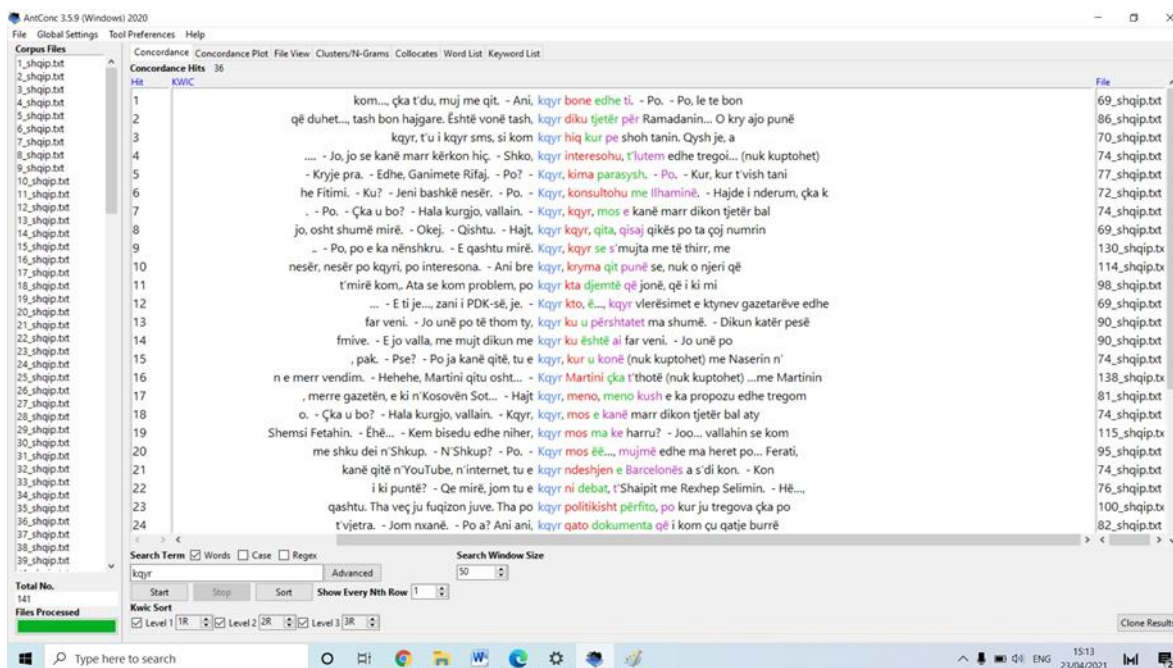 AntConc 3.5.9 (Windows) 2020
File Global Settings Tool Preferences Help
Corpus Files
1_shqip.txt
2_shqip.txt
3_shqip.txt
4_shqip.txt
5_shqip.txt
6_shqip.txt
7_shqip.txt
8_shqip.txt
9_shqip.txt
10_shqip.txt
11_shqip.txt
12_shqip.txt
13_shqip.txt
14_shqip.txt
15_shqip.txt
16_shqip.txt
17_shqip.txt
18_shqip.txt
19_shqip.txt
20_shqip.txt
21_shqip.txt
22_shqip.txt
23_shqip.txt
24_shqip.txt
25_shqip.txt
26_shqip.txt
27_shqip.txt
28_shqip.txt
29_shqip.txt
30_shqip.txt
31_shqip.txt
32_shqip.txt
33_shqip.txt
34_shqip.txt
35_shqip.txt
36_shqip.txt
37_shqip.txt
38_shqip.txt
39_shqip.txt
Total No.
141
Files Processed
Concordance Concordance Plot File View Clusters/N-Grams Collocates Word List Keyword List
Concordance Hits 36
Hit KWIC File
1 kom..., çka t'du, muj me qit. - Ani, kqyr bone edhe ti. - Po. - Po, le te bon 69_shqip.txt
2 që duhet..., tash bon hajgare. Është vonë tash, kqyr diku tjetër për Ramadanin... O kry ajo punë 86_shqip.txt
3 kqyr, t'u i kqyr sms, si kom kqyr hiq kur pe shoh tanin. Qysh je, a 70_shqip.txt
4 .... - Jo, jo se kanë marr kërkon hiç. - Shko, kqyr interesohu, t'lutem edhe tregoi... (nuk kuptohet) 74_shqip.txt
5 - Kryje pra. - Edhe, Ganimete Rifaj. - Po? - Kqyr, kima parasysh. - Po. - Kur, kur t'vish tani 77_shqip.txt
6 he Fitimi. - Ku? - Jeni bashkë nesër. - Po. - Kqyr, konsultohu me Ilhaminë. - Hajde i nderum, çka k 72_shqip.txt
7 . - Po. - Çka u bo? - Hala kurgjo, vallain. - Kqyr, kqyr, mos e kanë marr dikon tjetër bal 74_shqip.txt
8 jo, osht shumë mirë. - Okej. - Qishtu. - Hajt, kqyr kqyr, qita, qisaj qikës po ta çoj numrin 69_shqip.txt
9 .. - Po, po e ka nënshkru. - E qashtu mirë. Kqyr, kqyr se s'mujta me të thirr, me 130_shqip.tx
10 nesër, nesër po kqyri, po interesona. - Ani bre kqyr, kryma qit punë se, nuk o njeri që 114_shqip.tx
11 t'mirë kom,. Ata se kom problem, po kqyr kta djemtë që jonë, që i ki mi 98_shqip.txt
12 ... - E ti je..., zani i PDK-së, je. - Kqyr kto, ë..., kqyr vlerësimet e ktynev gazetarëve edhe 69_shqip.txt
13 far veni. - Jo unë po të thom ty, kqyr ku u përshtatet ma shumë. - Dikun katër pesë 90_shqip.txt
14 fmive. - E jo valla, me mujt dikun me kqyr ku është ai far veni. - Jo unë po 90_shqip.txt
15 , pak. - Pse? - Po ja kanë qitë, tu e kqyr, kur u konë (nuk kuptohet) me Naserin n' 74_shqip.txt
16 n e merr vendim. - Hehehe, Martini qitu osht... - Kqyr Martini çka t'thotë (nuk kuptohet) ...me Martinin 138_shqip.tx
17 , merre gazetën, e ki n'Kosovën Sot... - Hajt kqyr, meno, meno kush e ka propozu edhe tregom 81_shqip.txt
18 o. - Çka u bo? - Hala kurgjo, vallain. - Kqyr, kqyr, mos e kanë marr dikon tjetër bal aty 74_shqip.txt
19 Shemsi Fetahin. - Ëhë... - Kem bisedu edhe niher, kqyr mos ma ke harru? - Joo... vallahin se kom 115_shqip.tx
20 me shku dei n'Shkup. - N'Shkup? - Po. - Kqyr mos ëë..., mujmë edhe ma heret po... Ferati, 95_shqip.txt
21 kanë qitë n'YouTube, n'internet, tu e kqyr ndeshjen e Barcelonës a s'di kon. - Kon 74_shqip.txt
22 i ki puntë? - Qe mirë, jom tu e kqyr ni debat, t'Shaipit me Rexhep Selimin. - Hë..., 76_shqip.txt
23 qashtu. Tha veç ju fuqizon juve. Tha po kqyr politikisht përfito, po kur ju tregova çka po 100_shqip.tx
24 t'vjetra. - Jom nxanë. - Po a? Ani ani, kqyr qato dokumenta që i kom çu qatje burrë 82_shqip.txt
Search Term Words Case Regex Search Window Size
kqyr Advanced 50
Start Stop Sort Show Every Nth Row 1
Kwic Sort
Level 1 1R Level 2 2R Level 3 3R Clone Results
Type here to search ENG 15:13
23/04/2021